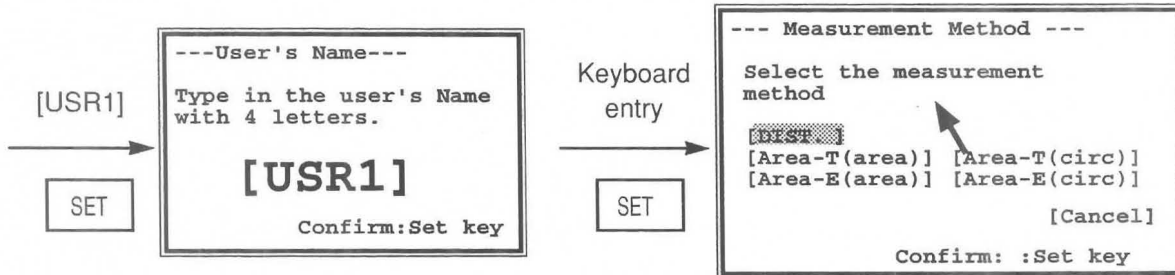 [USR1]
SET
---User's Name---
Type in the user's Name
with 4 letters.
[USR1]
Confirm:Set key
Keyboard
entry
SET
--- Measurement Method ---
Select the measurement
method
[DIST. ]
[Area-T(area)] [Area-T(circ)]
[Area-E(area)] [Area-E(circ)]
[Cancel]
Confirm: :Set key